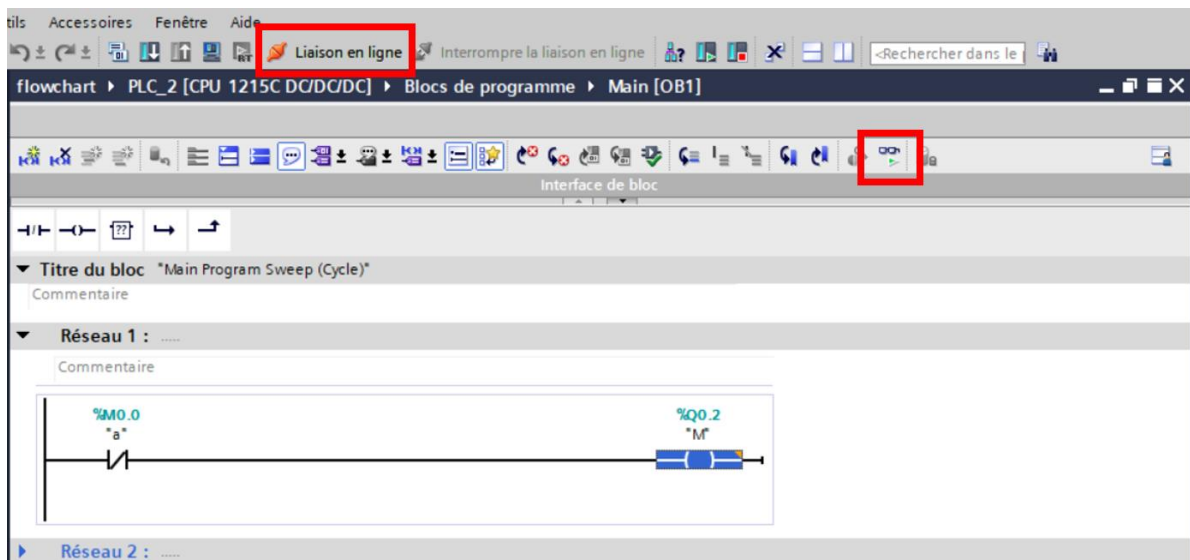 tils Accessoires Fenêtre Aide
Liaison en ligne Interrompre la liaison en ligne <Rechercher dans le
flowchart ▸ PLC_2 [CPU 1215C DC/DC/DC] ▸ Blocs de programme ▸ Main [OB1]
Interface de bloc
??
Titre du bloc "Main Program Sweep (Cycle)"
Commentaire
Réseau 1 : .....
Commentaire
%M0.0 %Q0.2
"a" "M"
Réseau 2 : .....